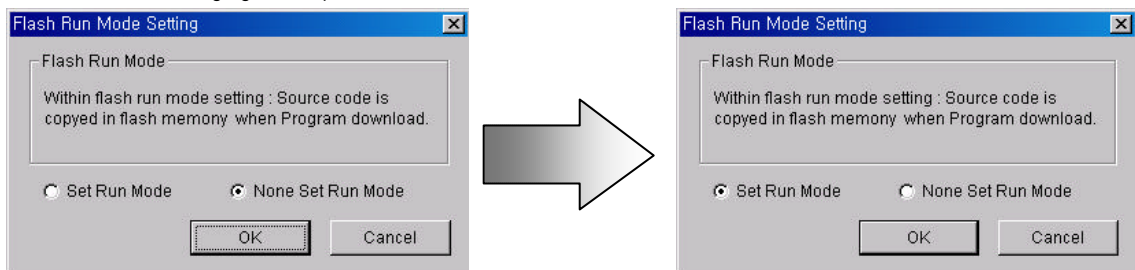 Flash Run Mode Setting
Flash Run Mode
Within flash run mode setting : Source code is
copyed in flash memony when Program download.
Set Run Mode
None Set Run Mode
OK
Cancel
Flash Run Mode Setting
Flash Run Mode
Within flash run mode setting : Source code is
copyed in flash memony when Program download.
Set Run Mode
None Set Run Mode
OK
Cancel